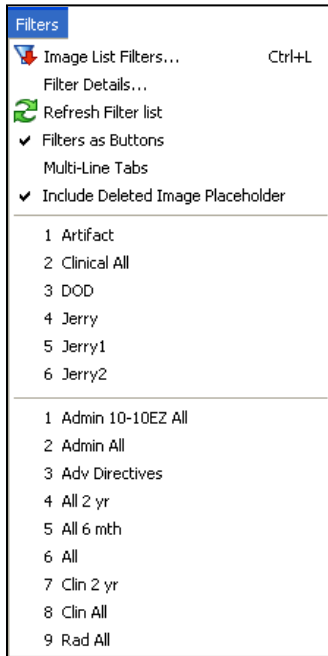 Filters
Image List Filters... Ctrl+L
Filter Details...
Refresh Filter list
Filters as Buttons
Multi-Line Tabs
Include Deleted Image Placeholder
1 Artifact
2 Clinical All
3 DOD
4 Jerry
5 Jerry1
6 Jerry2
1 Admin 10-10EZ All
2 Admin All
3 Adv Directives
4 All 2 yr
5 All 6 mth
6 All
7 Clin 2 yr
8 Clin All
9 Rad All